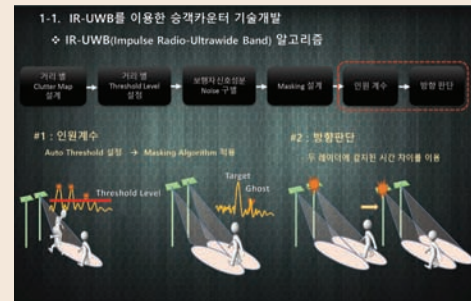 1-1. IR-UWB를 이용한 승객카운터 기술개발
❖ IR-UWB(Impulse Radio-Ultrawide Band) 알고리즘
거리 별
Clutter Map
설계
거리 별
Threshold Level
설정
보행자 신호성분
Noise 구별
Masking 설계
인원 계수
방향 판단
#1 : 인원계수
Auto Threshold 설정 → Masking Algorithm 적용
Threshold Level
Target
Ghost
#2 : 방향판단
- 두 레이더에 감지된 시간 차이를 이용